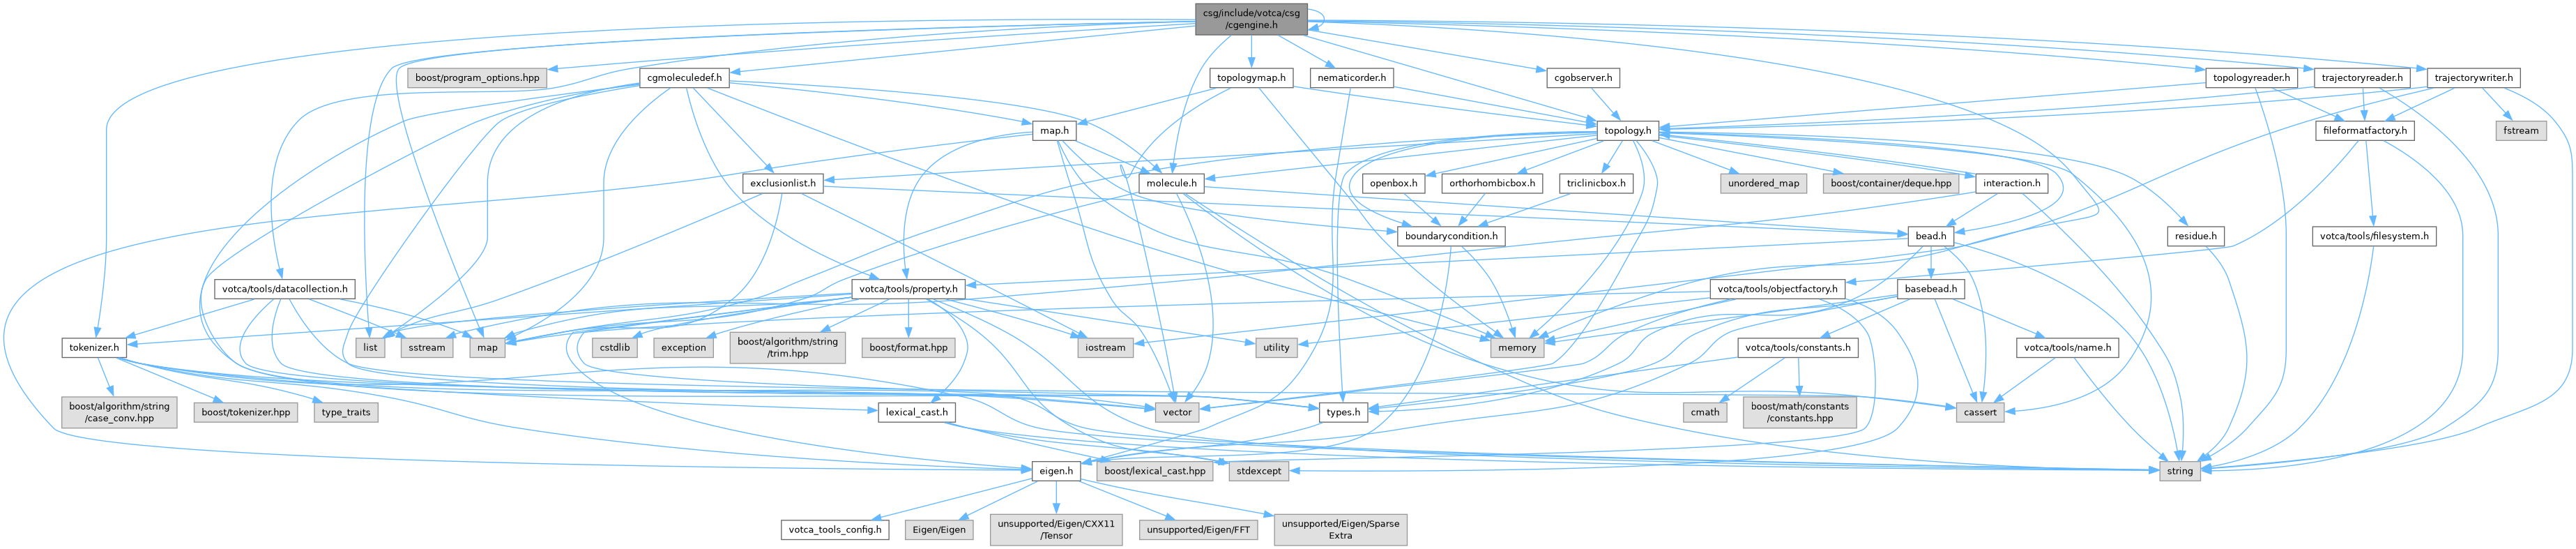 csg/include/votca/csg
/cgengine.h
boost/program_options.hpp
cgmoleculedef.h
topologymap.h
nematicorder.h
cgobserver.h
topologyreader.h
trajectoryreader.h
trajectorywriter.h
map.h
topology.h
fileformatfactory.h
fstream
exclusionlist.h
molecule.h
openbox.h
orthorhombicbox.h
triclinicbox.h
unordered_map
boost/container/deque.hpp
interaction.h
boundarycondition.h
bead.h
residue.h
votca/tools/filesystem.h
votca/tools/datacollection.h
votca/tools/property.h
votca/tools/objectfactory.h
basebead.h
tokenizer.h
list
sstream
map
cstdlib
exception
boost/algorithm/string
/trim.hpp
boost/format.hpp
iostream
utility
memory
votca/tools/constants.h
votca/tools/name.h
boost/algorithm/string
/case_conv.hpp
boost/tokenizer.hpp
type_traits
lexical_cast.h
vector
types.h
cmath
boost/math/constants
/constants.hpp
cassert
eigen.h
boost/lexical_cast.hpp
stdexcept
string
votca_tools_config.h
Eigen/Eigen
unsupported/Eigen/CXX11
/Tensor
unsupported/Eigen/FFT
unsupported/Eigen/Sparse
Extra